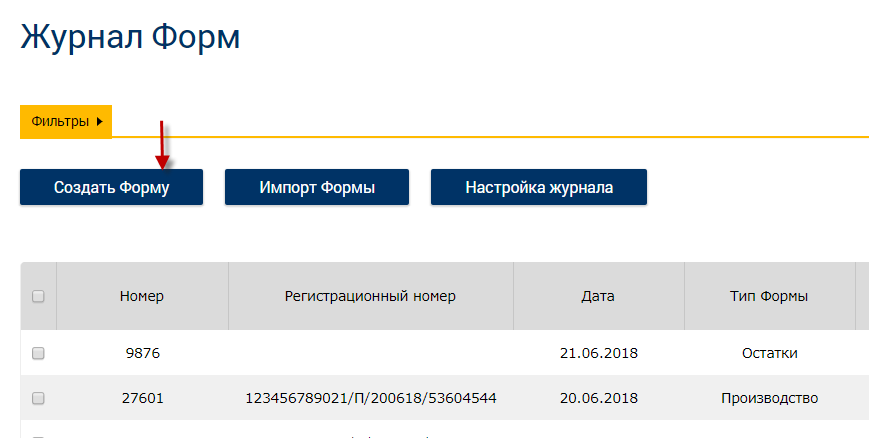 Журнал Форм
Фильтры
Создать Форму Импорт Формы Настройка журнала
Номер Регистрационный номер Дата Тип Формы
9876 21.06.2018 Остатки
27601 123456789021/П/200618/53604544 20.06.2018 Производство